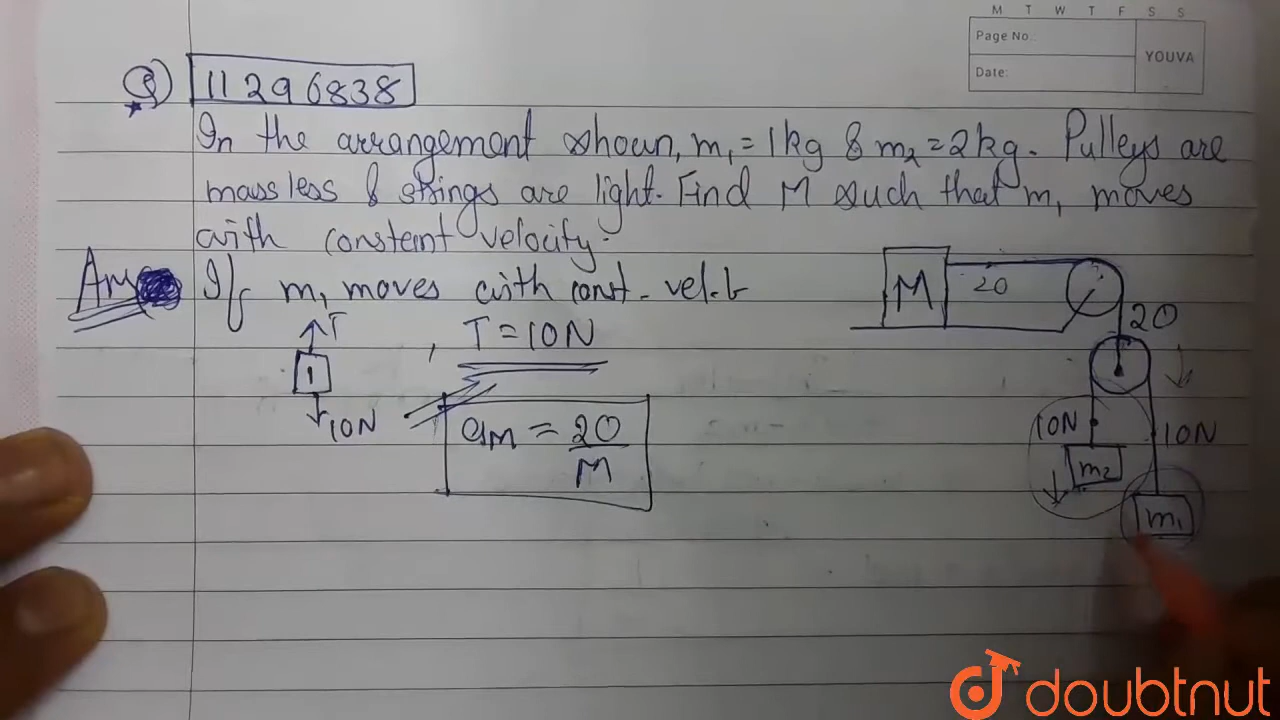 M T W T F S S
Page No.
YOUVA
Date:
Q) 11296838
In the arrangement shown, m₁ = 1kg & m₂ = 2kg. Pulleys are
massless & strings are light. Find M such that m₁ moves
with constent velocity.
Ans
If m₁ moves with const. vel.
T
, T = 10N
1
10N
aM = 20/M
M
20
20
10N
10N
m₂
m₁
doubtnut